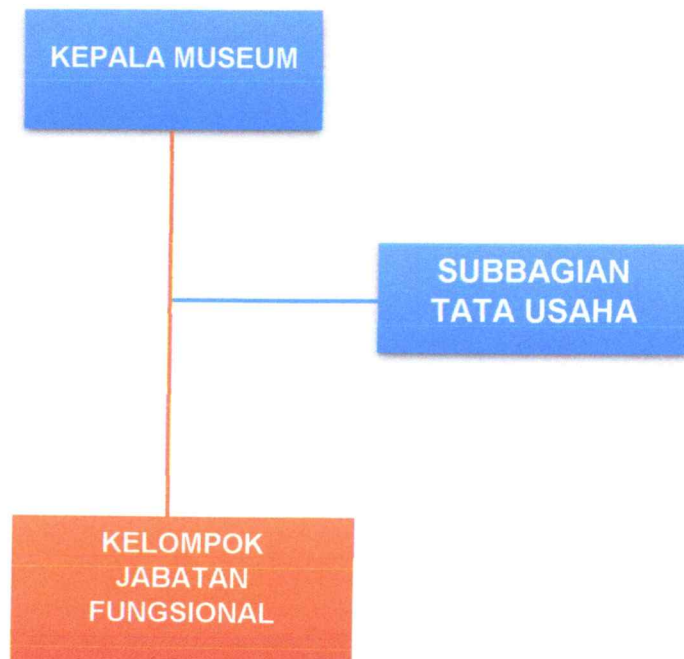 KEPALA MUSEUM
SUBBAGIAN
TATA USAHA
KELOMPOK
JABATAN
FUNGSIONAL